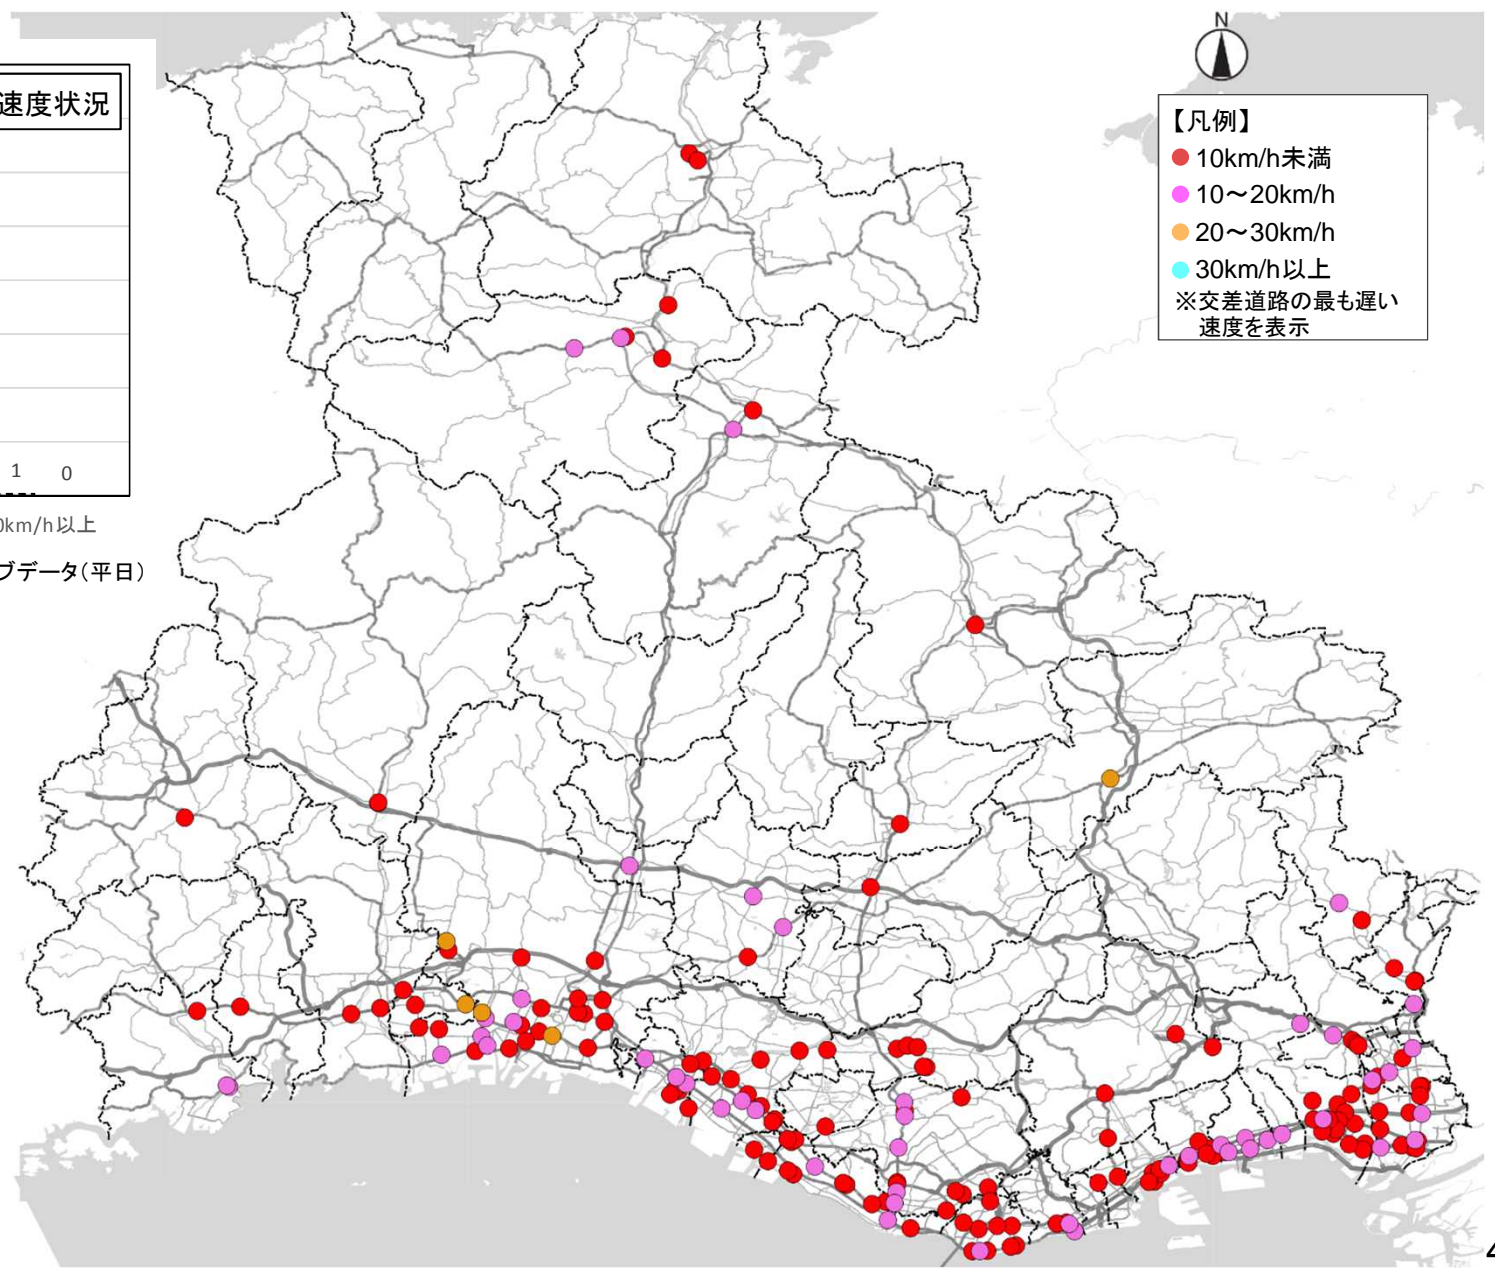 速度状況
1
0
km/h以上
ブデータ(平日)
N
【凡例】
10km/h未満
10～20km/h
20～30km/h
30km/h以上
※交差道路の最も遅い
速度を表示